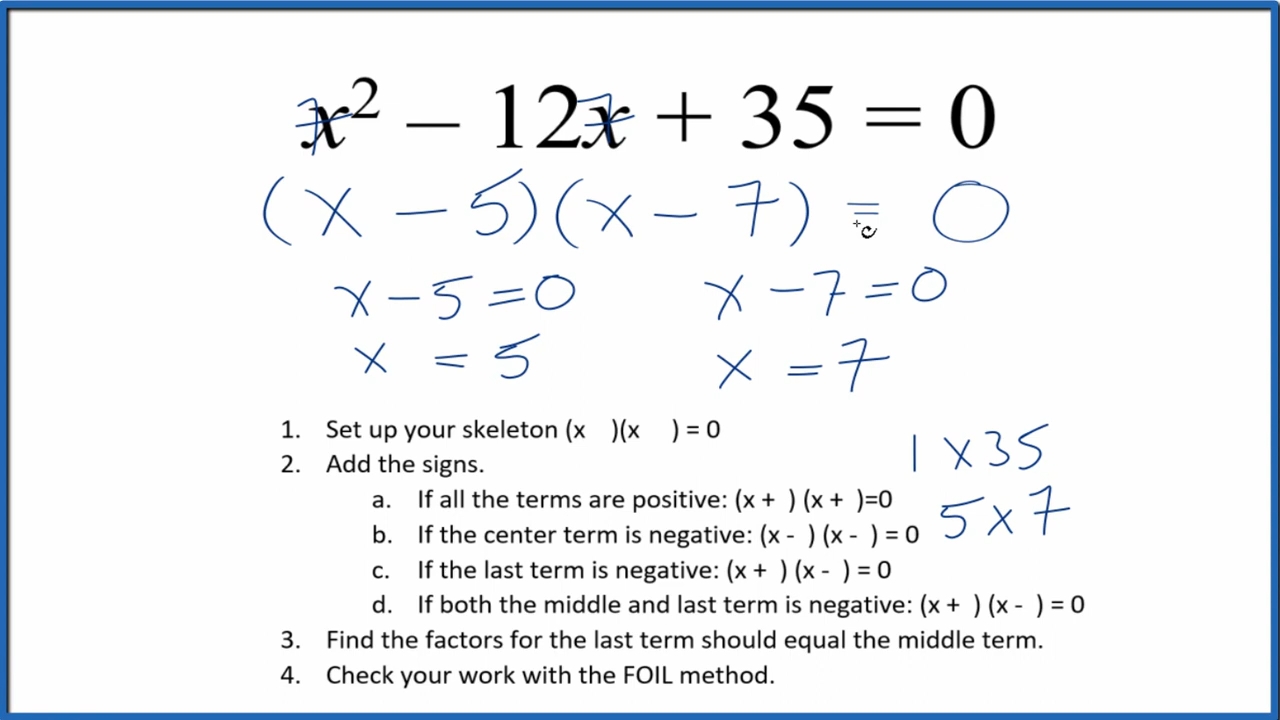 x² − 12x + 35 = 0
7 7
(x − 5)(x − 7) = 0
x − 5 = 0 x − 7 = 0
x = 5 x = 7
1. Set up your skeleton (x )(x ) = 0
1 x 35
2. Add the signs.
a. If all the terms are positive: (x + ) (x + )=0
5 x 7
b. If the center term is negative: (x - ) (x - ) = 0
c. If the last term is negative: (x + ) (x - ) = 0
d. If both the middle and last term is negative: (x + ) (x - ) = 0
3. Find the factors for the last term should equal the middle term.
4. Check your work with the FOIL method.